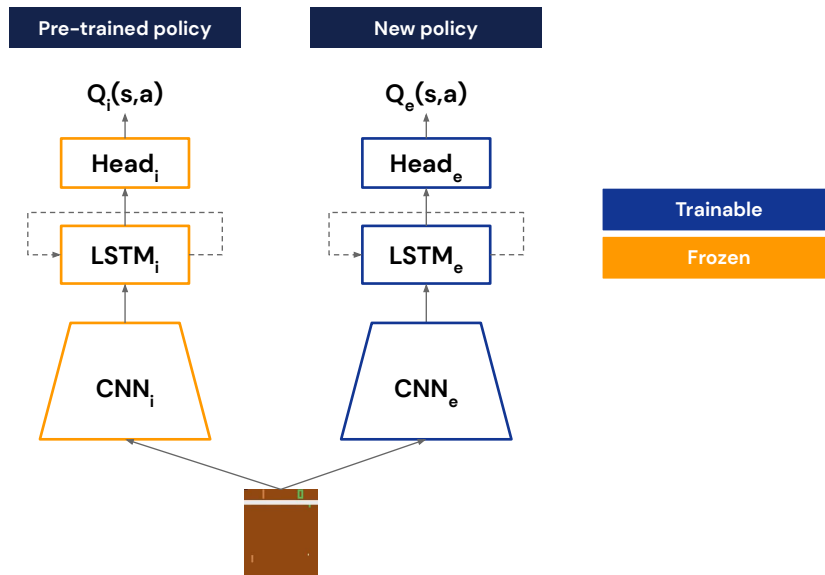 Pre-trained policy
New policy
Qᵢ(s,a)
Qₑ(s,a)
Headᵢ
Headₑ
Trainable
LSTMᵢ
LSTMₑ
Frozen
CNNᵢ
CNNₑ